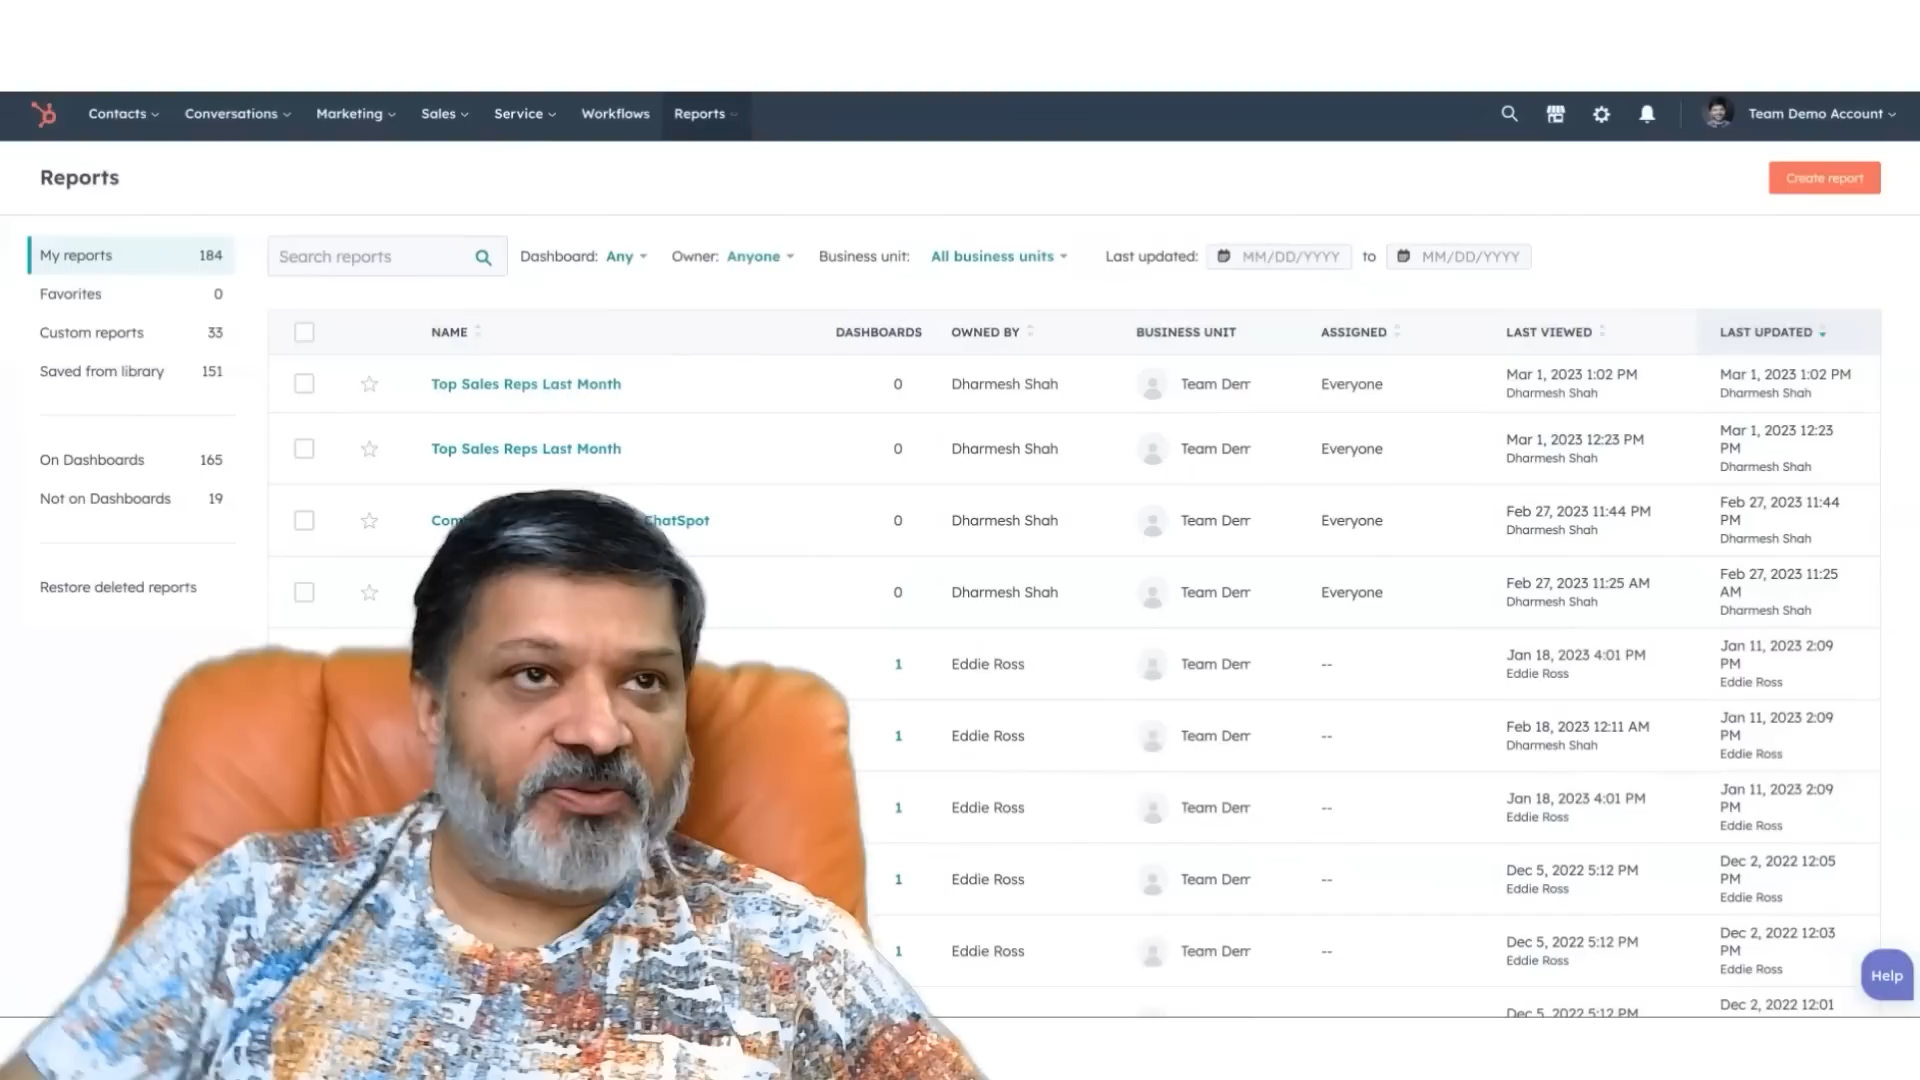 Contacts Conversations Marketing Sales Service Workflows Reports Team Demo Account
Reports
Create report
My reports 184
Favorites 0
Custom reports 33
Saved from library 151
On Dashboards 165
Not on Dashboards 19
Restore deleted reports
Search reports Dashboard: Any Owner: Anyone Business unit: All business units Last updated: MM/DD/YYYY to MM/DD/YYYY
NAME DASHBOARDS OWNED BY BUSINESS UNIT ASSIGNED LAST VIEWED LAST UPDATED
Top Sales Reps Last Month 0 Dharmesh Shah Team Dem Everyone Mar 1, 2023 1:02 PM Mar 1, 2023 1:02 PM
Dharmesh Shah Dharmesh Shah
Top Sales Reps Last Month 0 Dharmesh Shah Team Dem Everyone Mar 1, 2023 12:23 PM Mar 1, 2023 12:23
PM
Dharmesh Shah Dharmesh Shah
ChatSpot 0 Dharmesh Shah Team Dem Everyone Feb 27, 2023 11:44 PM Feb 27, 2023 11:44
PM
Dharmesh Shah Dharmesh Shah
0 Dharmesh Shah Team Dem Everyone Feb 27, 2023 11:25 AM Feb 27, 2023 11:25
AM
Dharmesh Shah Dharmesh Shah
1 Eddie Ross Team Dem -- Jan 18, 2023 4:01 PM Jan 11, 2023 2:09
PM
Eddie Ross Eddie Ross
1 Eddie Ross Team Dem -- Feb 18, 2023 12:11 AM Jan 11, 2023 2:09
PM
Dharmesh Shah Eddie Ross
1 Eddie Ross Team Dem -- Jan 18, 2023 4:01 PM Jan 11, 2023 2:09
PM
Eddie Ross Eddie Ross
1 Eddie Ross Team Dem -- Dec 5, 2022 5:12 PM Dec 2, 2022 12:05
PM
Eddie Ross Eddie Ross
1 Eddie Ross Team Dem -- Dec 5, 2022 5:12 PM Dec 2, 2022 12:03
PM
Eddie Ross Eddie Ross
Dec 5, 2022 5:12 PM Dec 2, 2022 12:01
Help